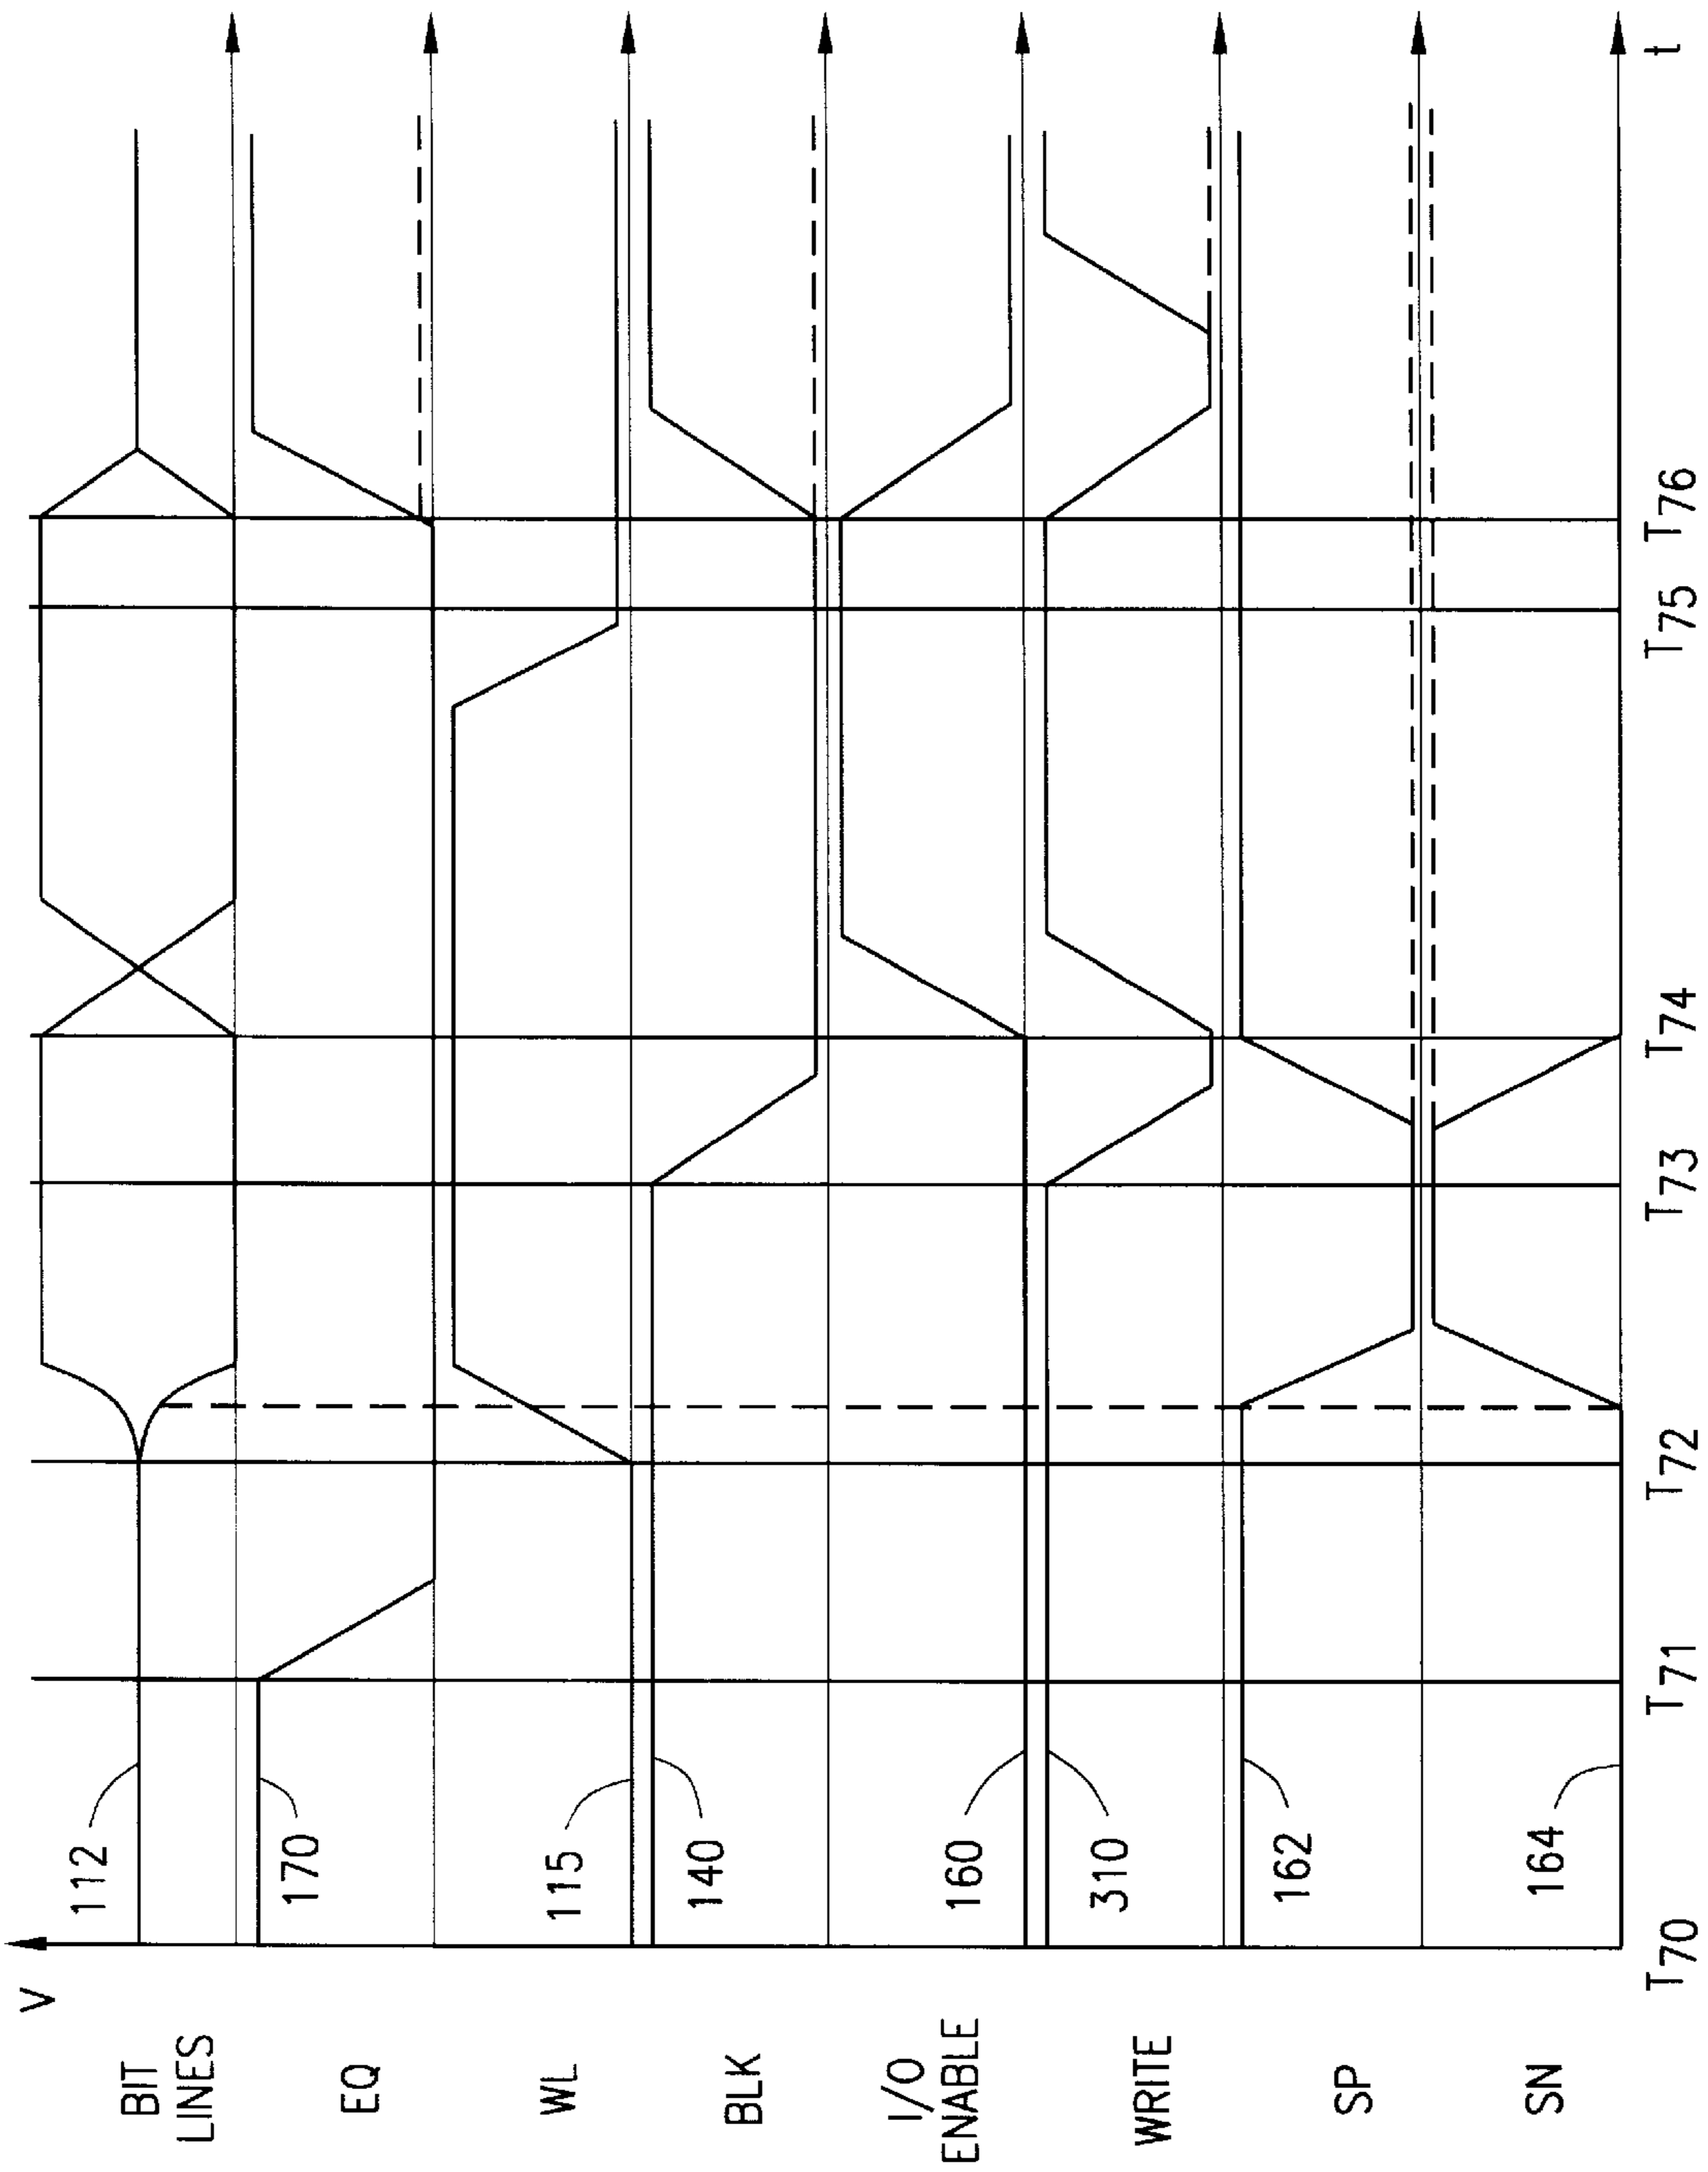 V
BIT
LINES
EQ
WL
BLK
I/O
ENABLE
WRITE
SP
SN
112
170
115
140
160
310
162
164
T70 T71 T72 T73 T74 T75 T76 t